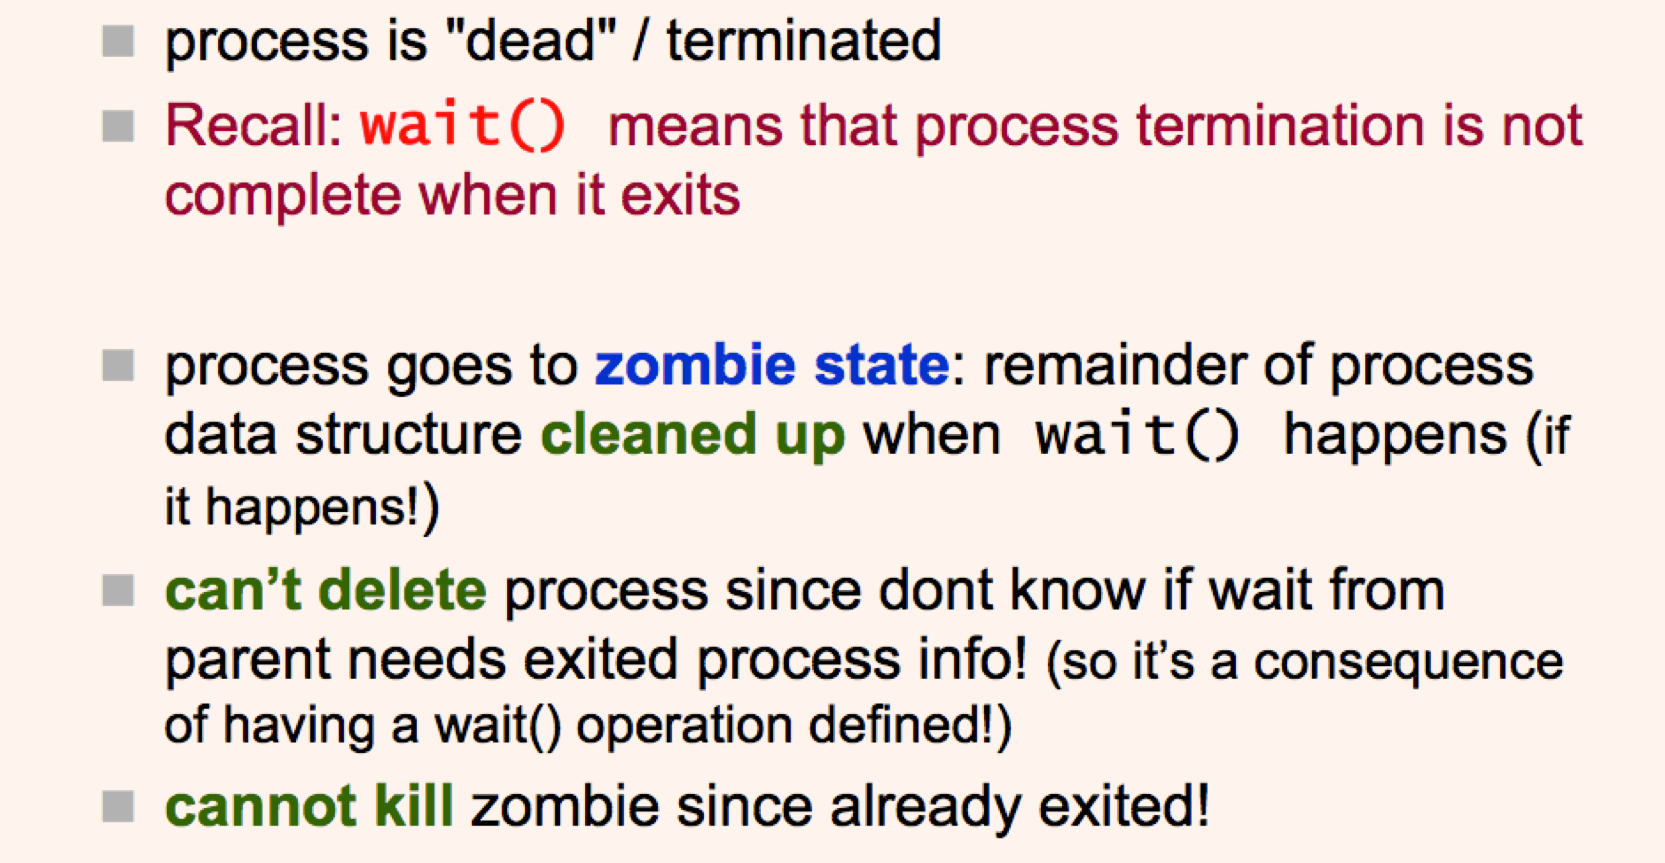 process is "dead" / terminated
Recall: wait() means that process termination is not
complete when it exits
process goes to zombie state: remainder of process
data structure cleaned up when wait() happens (if
it happens!)
can’t delete process since dont know if wait from
parent needs exited process info! (so it’s a consequence
of having a wait() operation defined!)
cannot kill zombie since already exited!